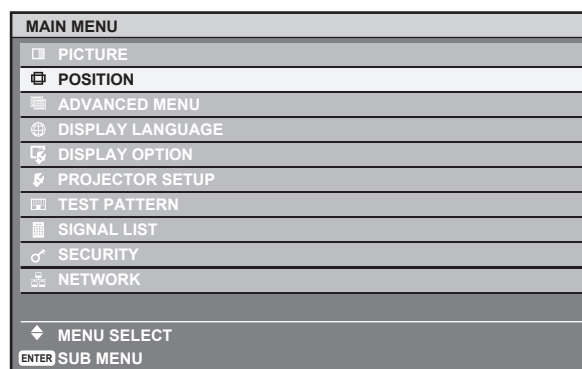 MAIN MENU
PICTURE
POSITION
ADVANCED MENU
DISPLAY LANGUAGE
DISPLAY OPTION
PROJECTOR SETUP
TEST PATTERN
SIGNAL LIST
SECURITY
NETWORK
MENU SELECT
ENTER SUB MENU